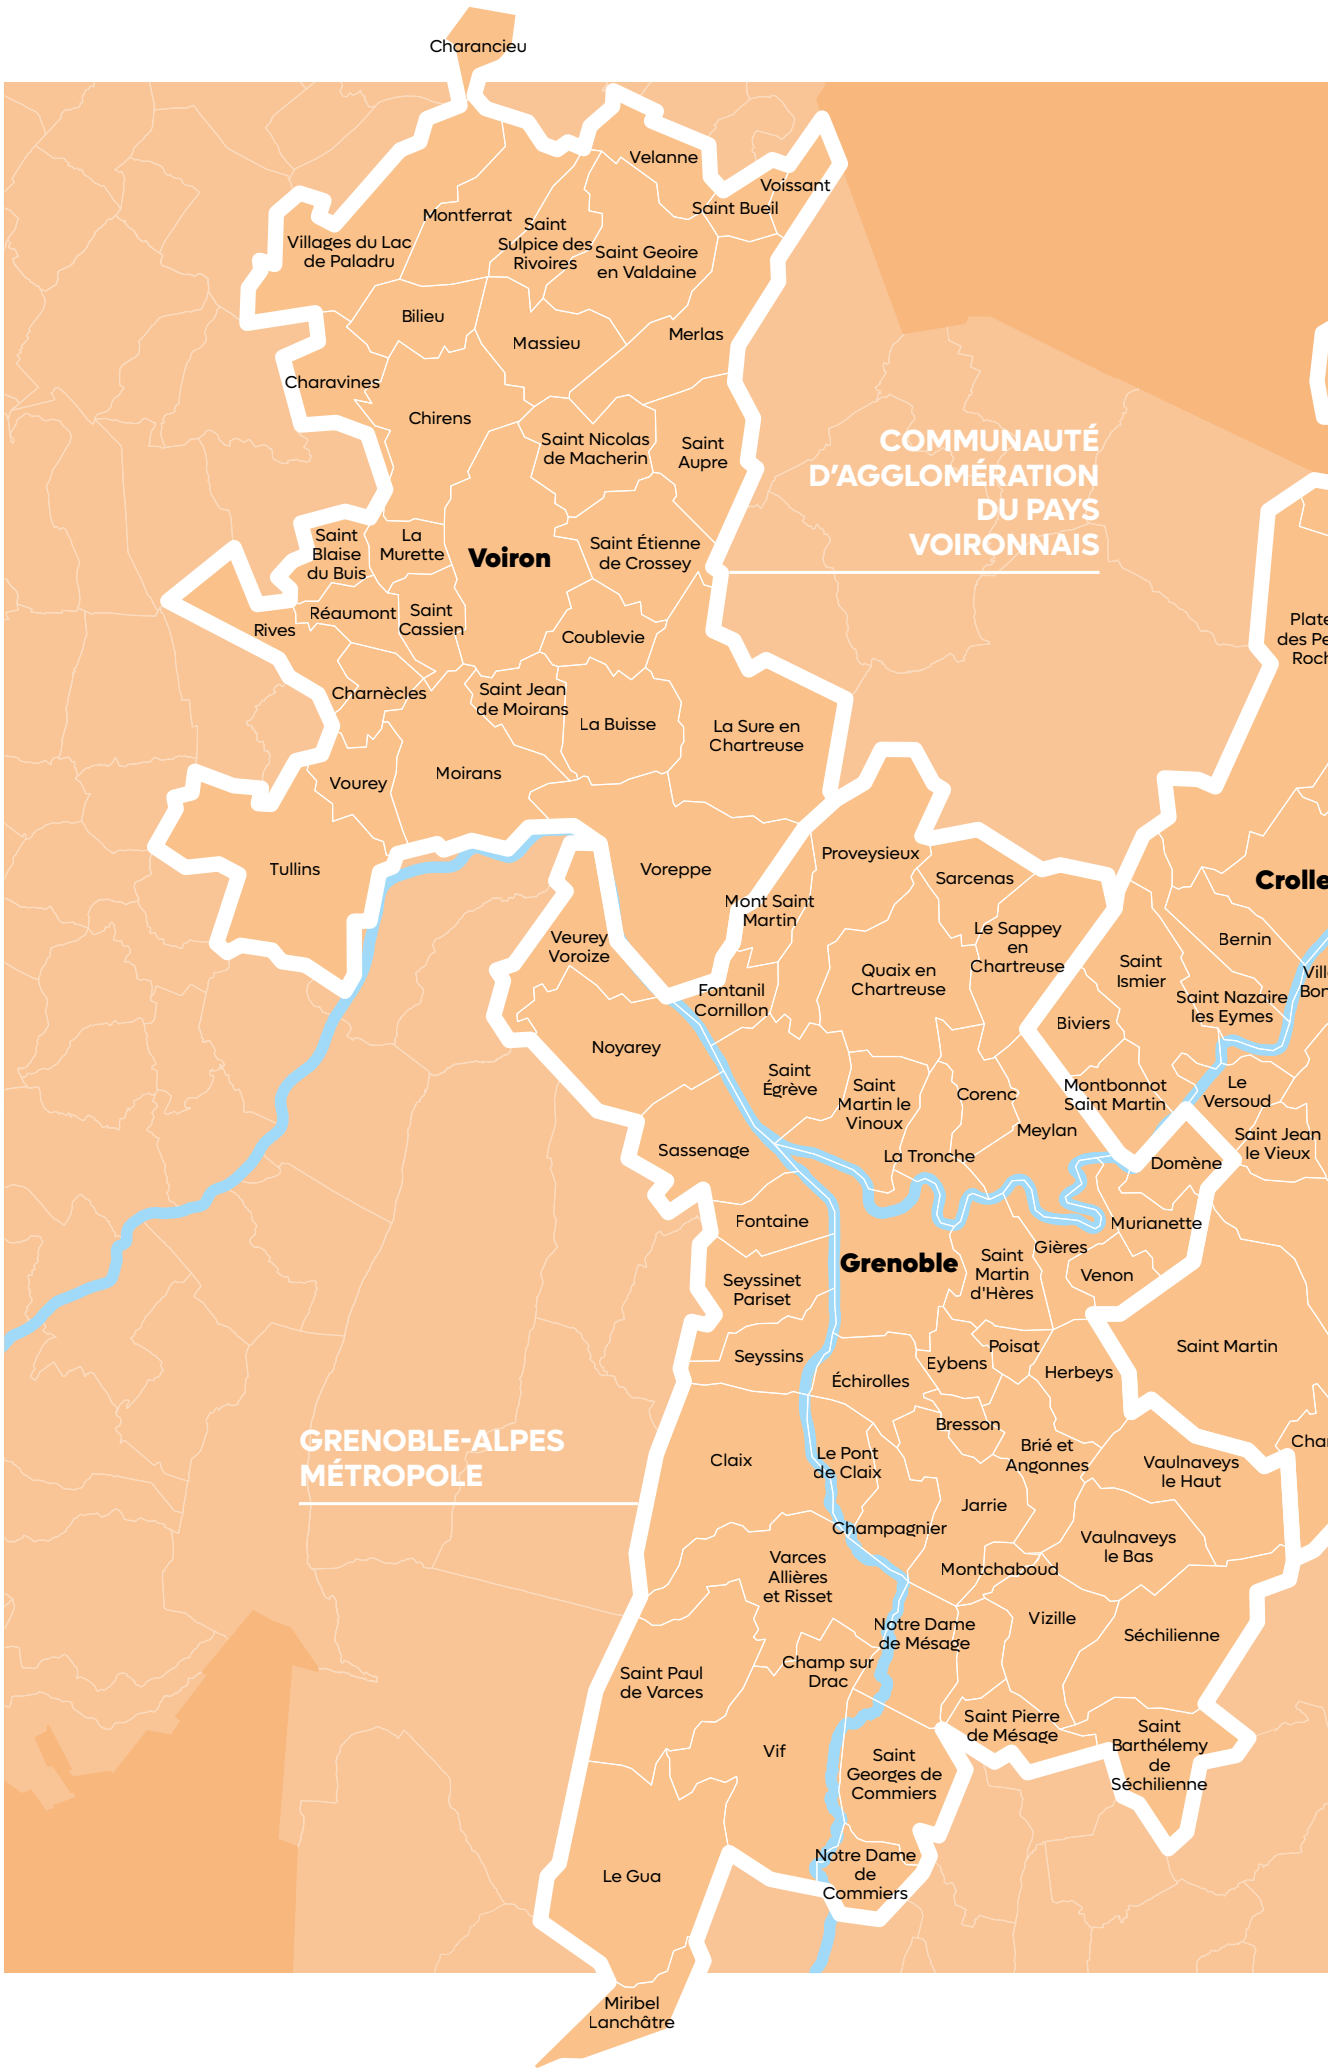 Charancieu
Velanne
Voissant
Saint Bueil
Montferrat
Saint
Sulpice des
Rivoires
Villages du Lac
de Paladru
Saint Geoire
en Valdaine
Bilieu
Massieu
Merlas
Charavines
Chirens
Saint Nicolas
de Macherin
Saint
Aupre
COMMUNAUTÉ
D'AGGLOMÉRATION
DU PAYS
VOIRONNAIS
Saint
Blaise
du Buis
La
Murette
Voiron
Saint Étienne
de Crossey
Rives
Réaumont
Saint
Cassien
Coublevie
Charnècles
Saint Jean
de Moirans
La Buisse
La Sure en
Chartreuse
Plate
des Pe
Roch
Vourey
Moirans
Tullins
Voreppe
Proveysieux
Sarcenas
Crolle
Mont Saint
Martin
Veurey
Voroize
Le Sappey
en
Chartreuse
Bernin
Quaix en
Chartreuse
Saint
Ismier
Saint Nazaire
les Eymes
Ville
Bon
Fontanil
Cornillon
Biviers
Noyarey
Saint
Égrève
Saint
Martin le
Vinoux
Corenc
Montbonnot
Saint Martin
Le
Versoud
Meylan
Saint Jean
le Vieux
Sassenage
La Tronche
Domène
Fontaine
Murianette
Grenoble
Saint
Martin
d'Hères
Gières
Venon
Seyssinet
Pariset
Seyssins
Échirolles
Eybens
Poisat
Herbeys
Saint Martin
GRENOBLE-ALPES
MÉTROPOLE
Claix
Le Pont
de Claix
Bresson
Brié et
Angonnes
Vaulnaveys
le Haut
Char
Jarrie
Champagnier
Vaulnaveys
le Bas
Varces
Allières
et Risset
Montchaboud
Notre Dame
de Mésage
Vizille
Séchilienne
Saint Paul
de Varces
Champ sur
Drac
Saint Pierre
de Mésage
Saint
Barthélemy
de
Séchilienne
Vif
Saint
Georges de
Commiers
Le Gua
Notre Dame
de
Commiers
Miribel
Lanchâtre